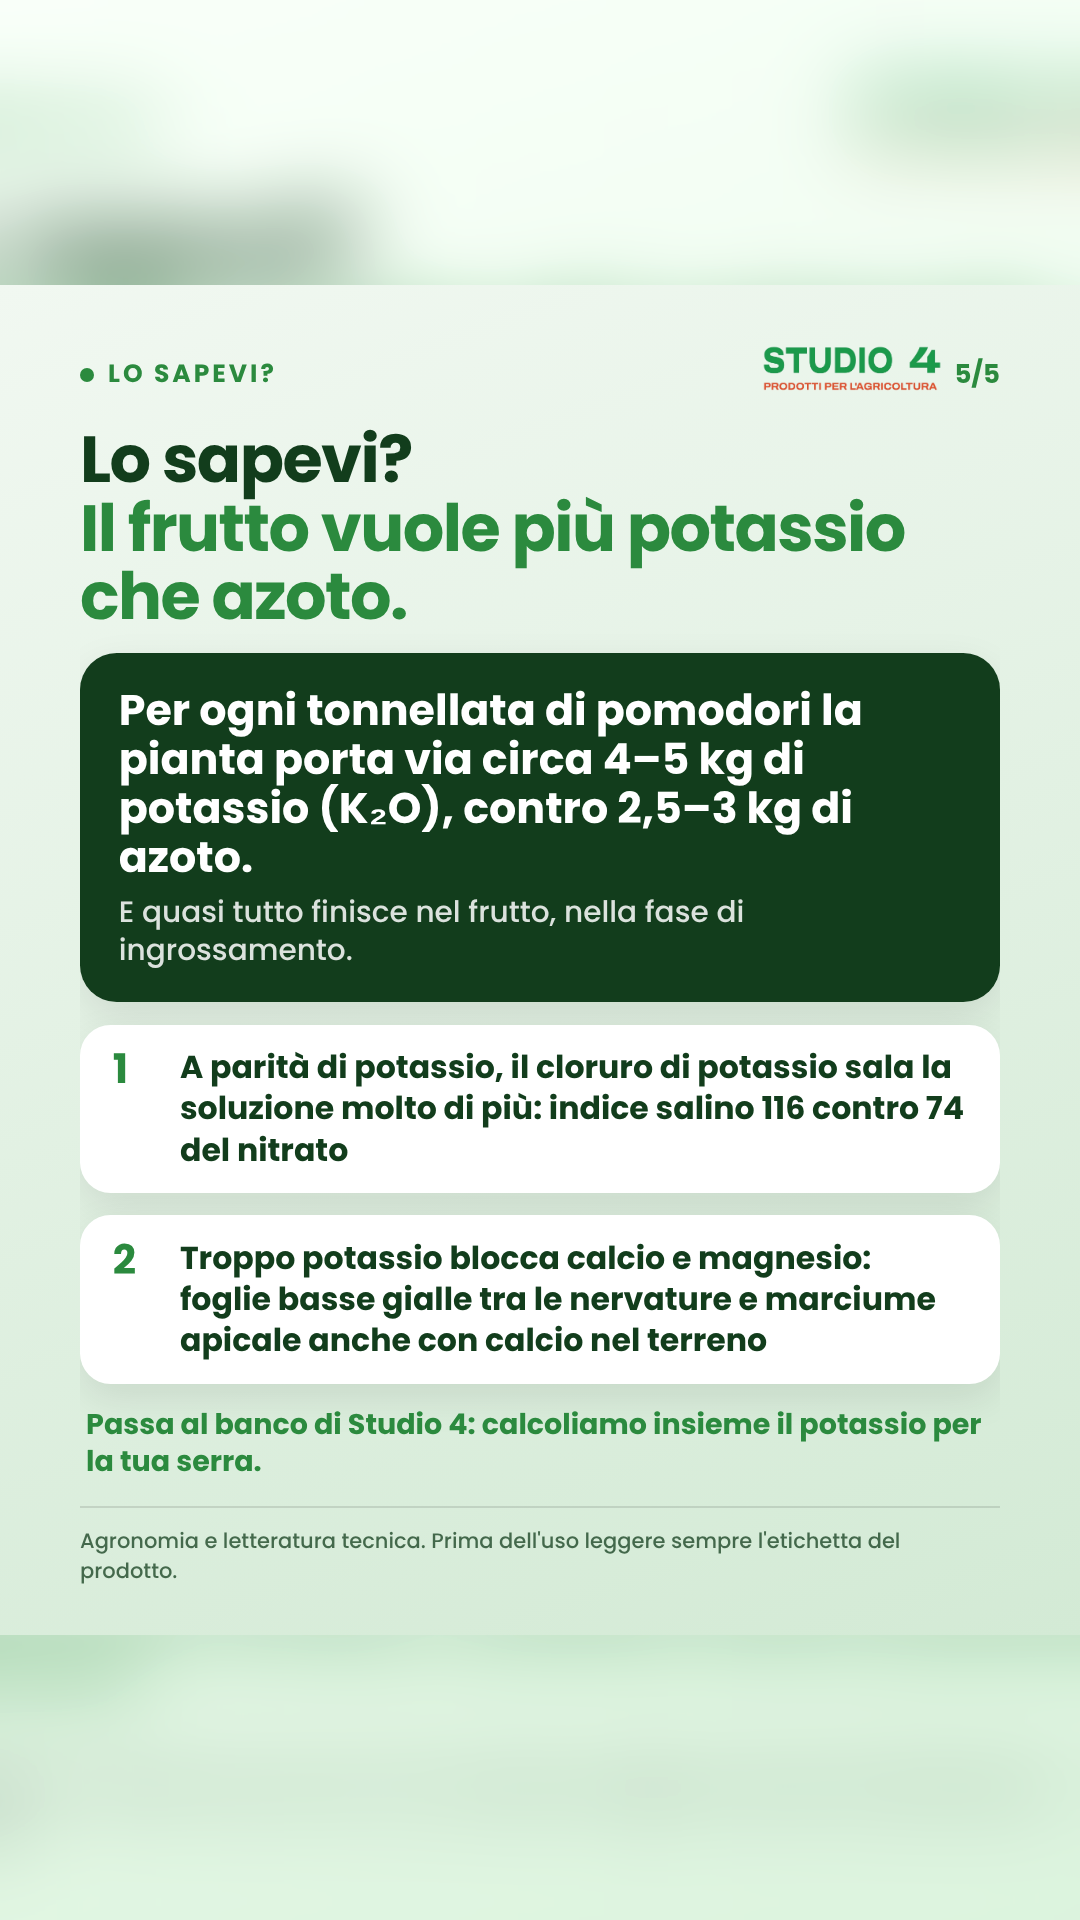 LO SAPEVI?
STUDIO 4
PRODOTTI PER L'AGRICOLTURA
5/5
Lo sapevi?
Il frutto vuole più potassio
che azoto.
Per ogni tonnellata di pomodori la
pianta porta via circa 4–5 kg di
potassio (K₂O), contro 2,5–3 kg di
azoto.
E quasi tutto finisce nel frutto, nella fase di
ingrossamento.
1
A parità di potassio, il cloruro di potassio sala la
soluzione molto di più: indice salino 116 contro 74
del nitrato
2
Troppo potassio blocca calcio e magnesio:
foglie basse gialle tra le nervature e marciume
apicale anche con calcio nel terreno
Passa al banco di Studio 4: calcoliamo insieme il potassio per
la tua serra.
Agronomia e letteratura tecnica. Prima dell'uso leggere sempre l'etichetta del
prodotto.